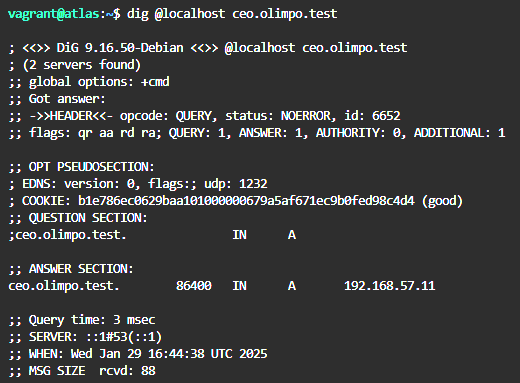 vagrant@atlas:~$ dig @localhost ceo.olimpo.test

; <<>> DiG 9.16.50-Debian <<>> @localhost ceo.olimpo.test
; (2 servers found)
;; global options: +cmd
;; Got answer:
;; ->>HEADER<<- opcode: QUERY, status: NOERROR, id: 6652
;; flags: qr aa rd ra; QUERY: 1, ANSWER: 1, AUTHORITY: 0, ADDITIONAL: 1

;; OPT PSEUDOSECTION:
; EDNS: version: 0, flags:; udp: 1232
; COOKIE: b1e786ec0629baa101000000679a5af671ec9b0fed98c4d4 (good)
;; QUESTION SECTION:
;ceo.olimpo.test. IN A

;; ANSWER SECTION:
ceo.olimpo.test. 86400 IN A 192.168.57.11

;; Query time: 3 msec
;; SERVER: ::1#53(::1)
;; WHEN: Wed Jan 29 16:44:38 UTC 2025
;; MSG SIZE rcvd: 88